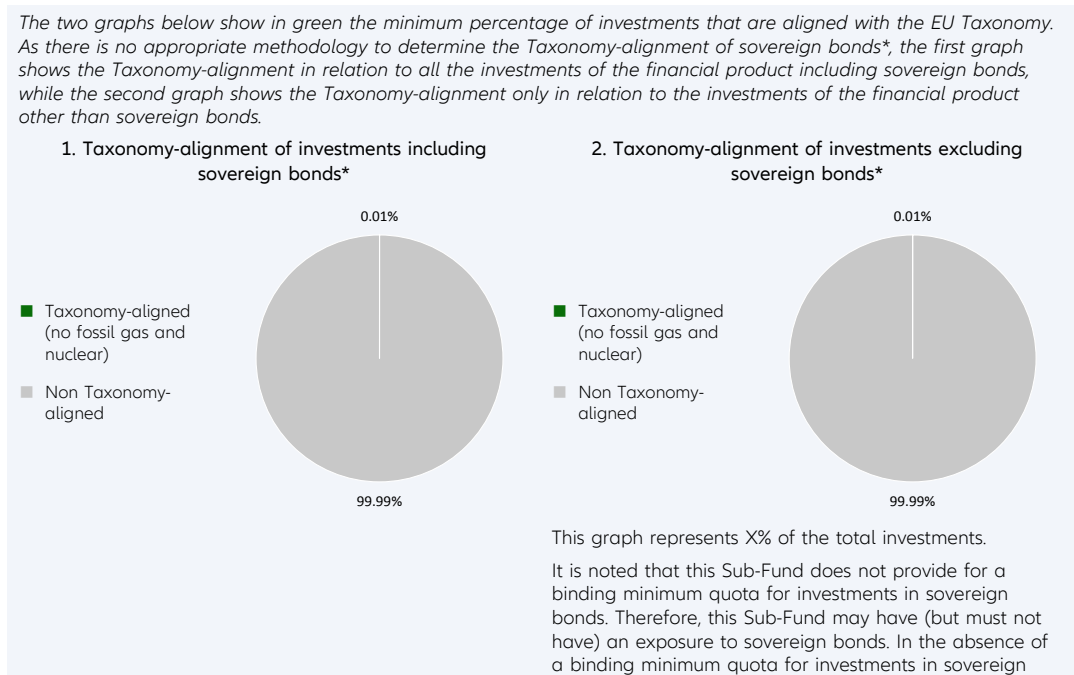 The two graphs below show in green the minimum percentage of investments that are aligned with the EU Taxonomy.
As there is no appropriate methodology to determine the Taxonomy-alignment of sovereign bonds*, the first graph
shows the Taxonomy-alignment in relation to all the investments of the financial product including sovereign bonds,
while the second graph shows the Taxonomy-alignment only in relation to the investments of the financial product
other than sovereign bonds.
1. Taxonomy-alignment of investments including
sovereign bonds*
0.01%
Taxonomy-aligned
(no fossil gas and
nuclear)
Non Taxonomy-
aligned
99.99%
2. Taxonomy-alignment of investments excluding
sovereign bonds*
0.01%
Taxonomy-aligned
(no fossil gas and
nuclear)
Non Taxonomy-
aligned
99.99%
This graph represents X% of the total investments.
It is noted that this Sub-Fund does not provide for a
binding minimum quota for investments in sovereign
bonds. Therefore, this Sub-Fund may have (but must not
have) an exposure to sovereign bonds. In the absence of
a binding minimum quota for investments in sovereign